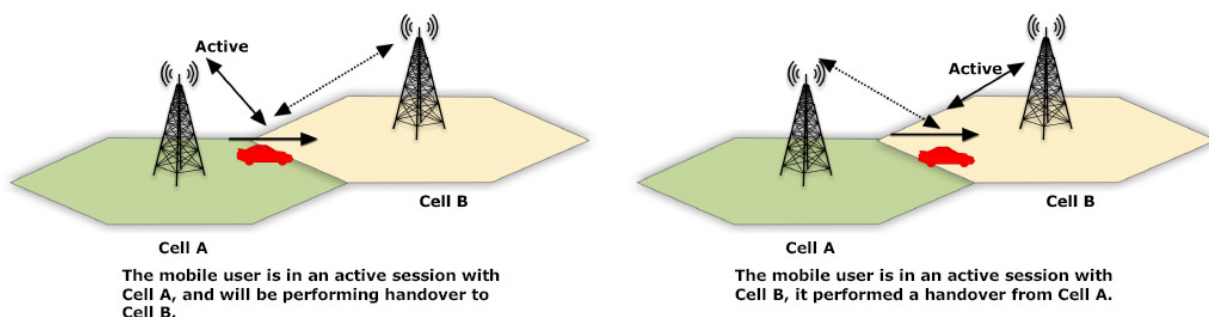 Active
Cell B
Cell A
The mobile user is in an active session with
Cell A, and will be performing handover to
Cell B.
Active
Cell B
Cell A
The mobile user is in an active session with
Cell B, it performed a handover from Cell A.